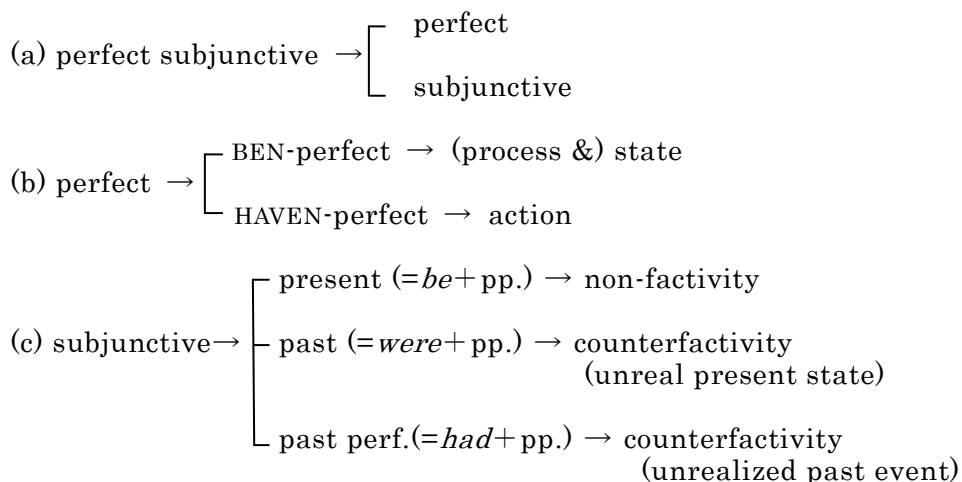 perfect
(a) perfect subjunctive →
subjunctive
BEN-perfect → (process &) state
(b) perfect →
HAVEN-perfect → action
present (=be+pp.) → non-factivity
(c) subjunctive→ past (=were+pp.) → counterfactivity
(unreal present state)
past perf.(=had+pp.) → counterfactivity
(unrealized past event)